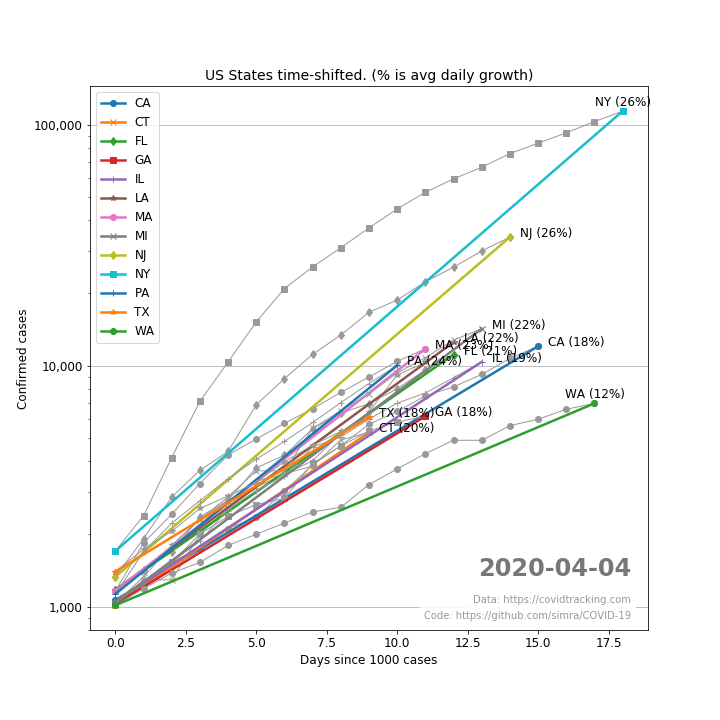 US States time-shifted. (% is avg daily growth)
CA
CT
FL
GA
IL
LA
MA
MI
NJ
NY
PA
TX
WA
NY (26%)
NJ (26%)
MI (22%)
LA (22%)
CA (18%)
MA (23%)
FL (21%)
IL (19%)
PA (24%)
WA (12%)
TX (18%)
GA (18%)
CT (20%)
100,000
10,000
1,000
Confirmed cases
2020-04-04
Data: https://covidtracking.com
Code: https://github.com/simra/COVID-19
0.0 2.5 5.0 7.5 10.0 12.5 15.0 17.5
Days since 1000 cases